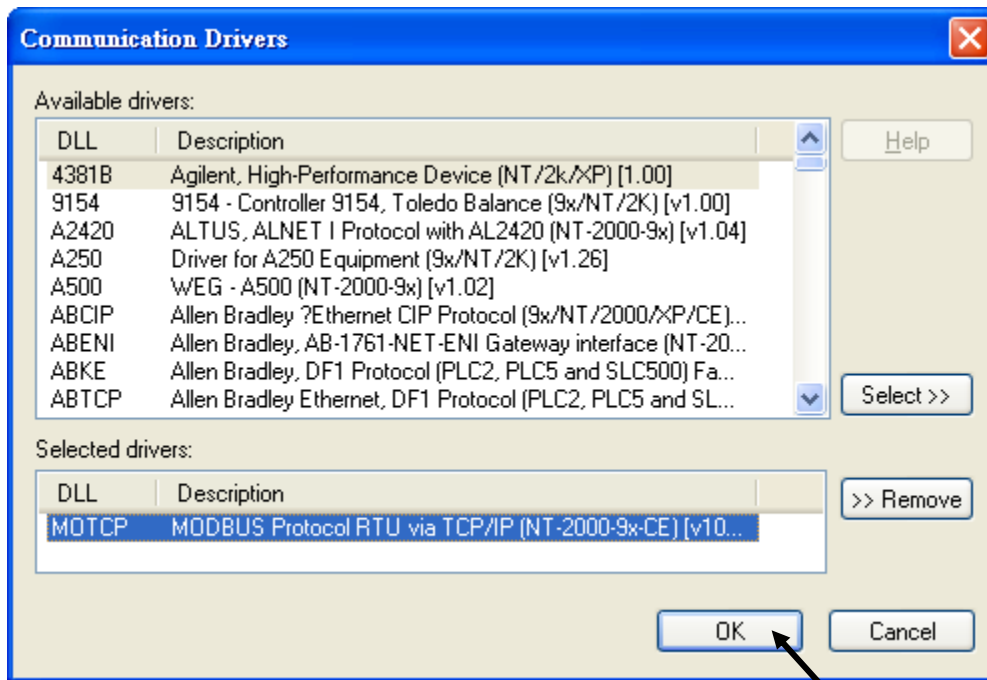 Communication Drivers
Available drivers:
DLL Description
Help
4381B Agilent, High-Performance Device (NT/2k/XP) [1.00]
9154 9154 - Controller 9154, Toledo Balance (9x/NT/2K) [v1.00]
A2420 ALTUS, ALNET I Protocol with AL2420 (NT-2000-9x) [v1.04]
A250 Driver for A250 Equipment (9x/NT/2K) [v1.26]
A500 WEG - A500 (NT-2000-9x) [v1.02]
ABCIP Allen Bradley ?Ethernet CIP Protocol (9x/NT/2000/XP/CE)...
ABENI Allen Bradley, AB-1761-NET-ENI Gateway interface (NT-20...
ABKE Allen Bradley, DF1 Protocol (PLC2, PLC5 and SLC500) Fa...
ABTCP Allen Bradley Ethernet, DF1 Protocol (PLC2, PLC5 and SL...
Select >>
Selected drivers:
DLL Description
>> Remove
MOTCP MODBUS Protocol RTU via TCP/IP (NT-2000-9x-CE) [v10...
OK Cancel